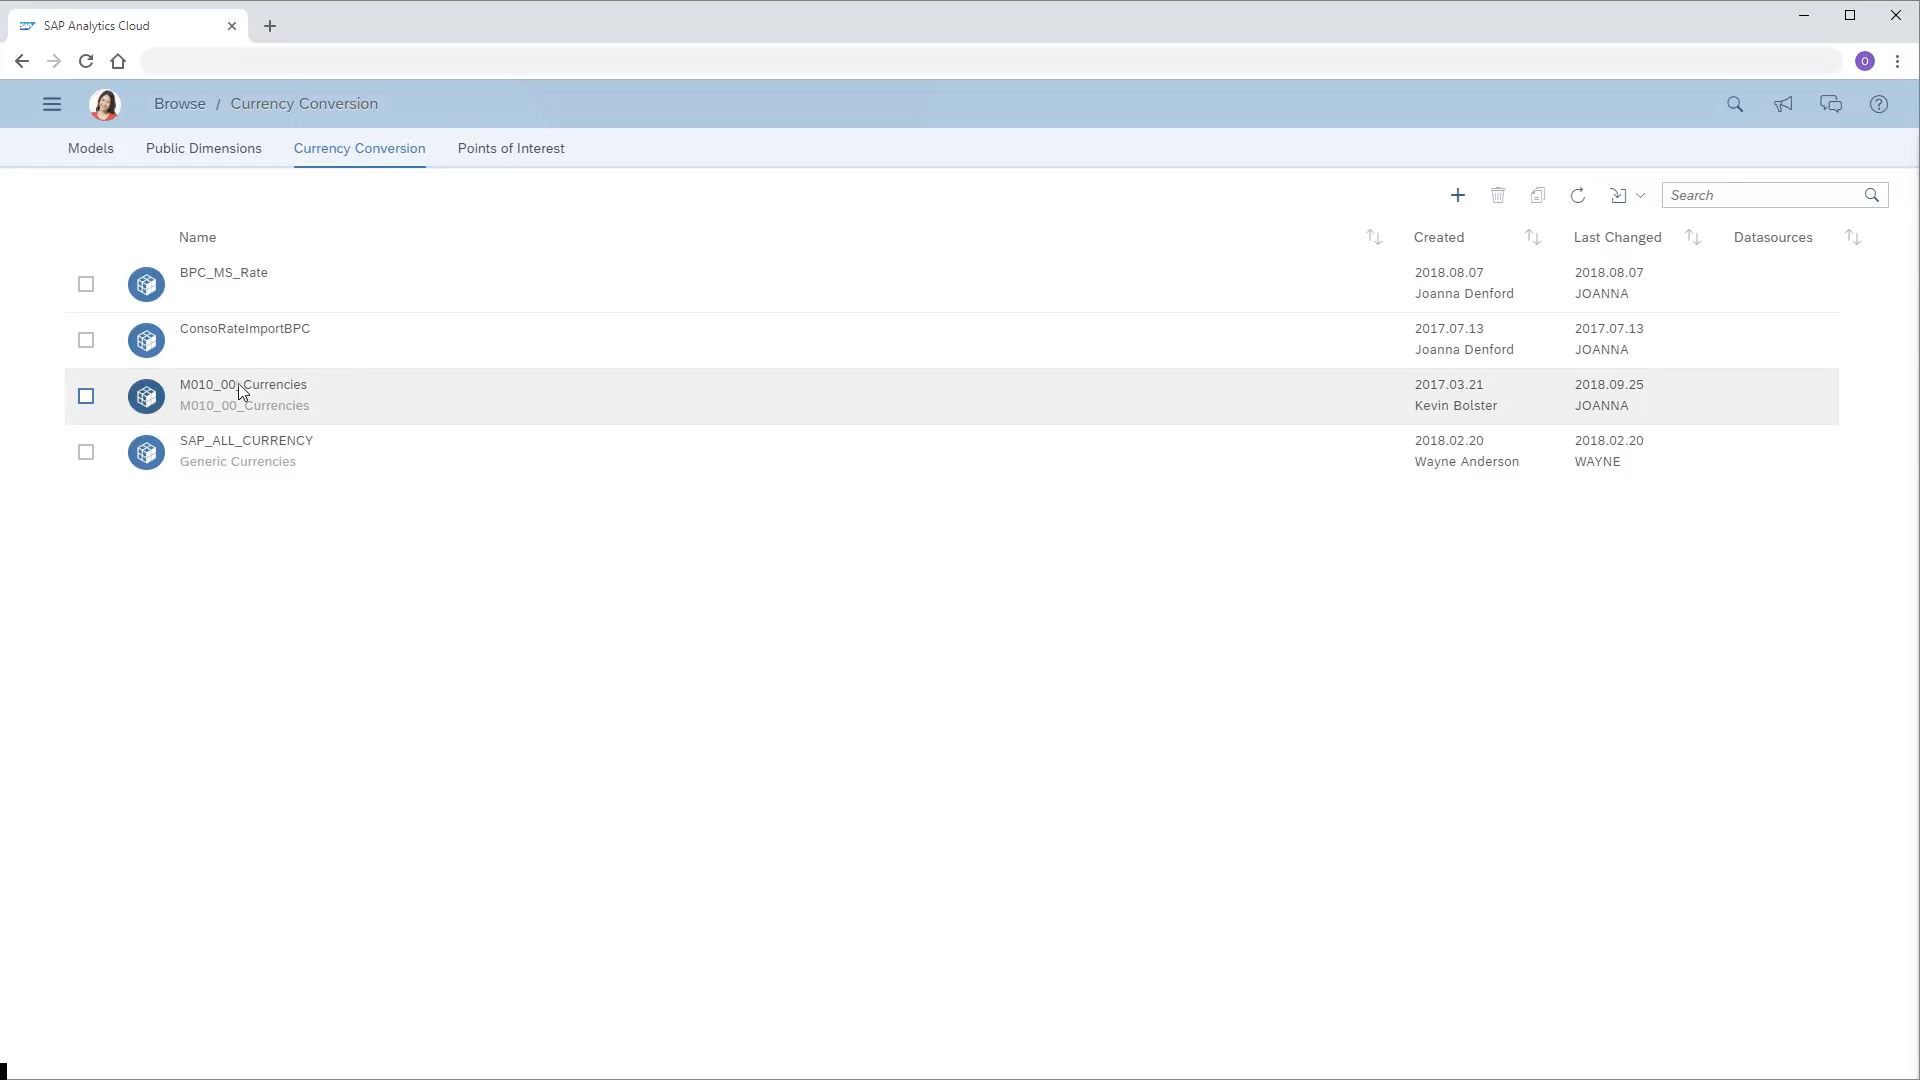 SAP Analytics Cloud
O
Browse / Currency Conversion
Models Public Dimensions Currency Conversion Points of Interest
Search
Name Created Last Changed Datasources
BPC_MS_Rate 2018.08.07 2018.08.07
Joanna Denford JOANNA
ConsoRateImportBPC 2017.07.13 2017.07.13
Joanna Denford JOANNA
M010_00_Currencies 2017.03.21 2018.09.25
M010_00_Currencies Kevin Bolster JOANNA
SAP_ALL_CURRENCY 2018.02.20 2018.02.20
Generic Currencies Wayne Anderson WAYNE